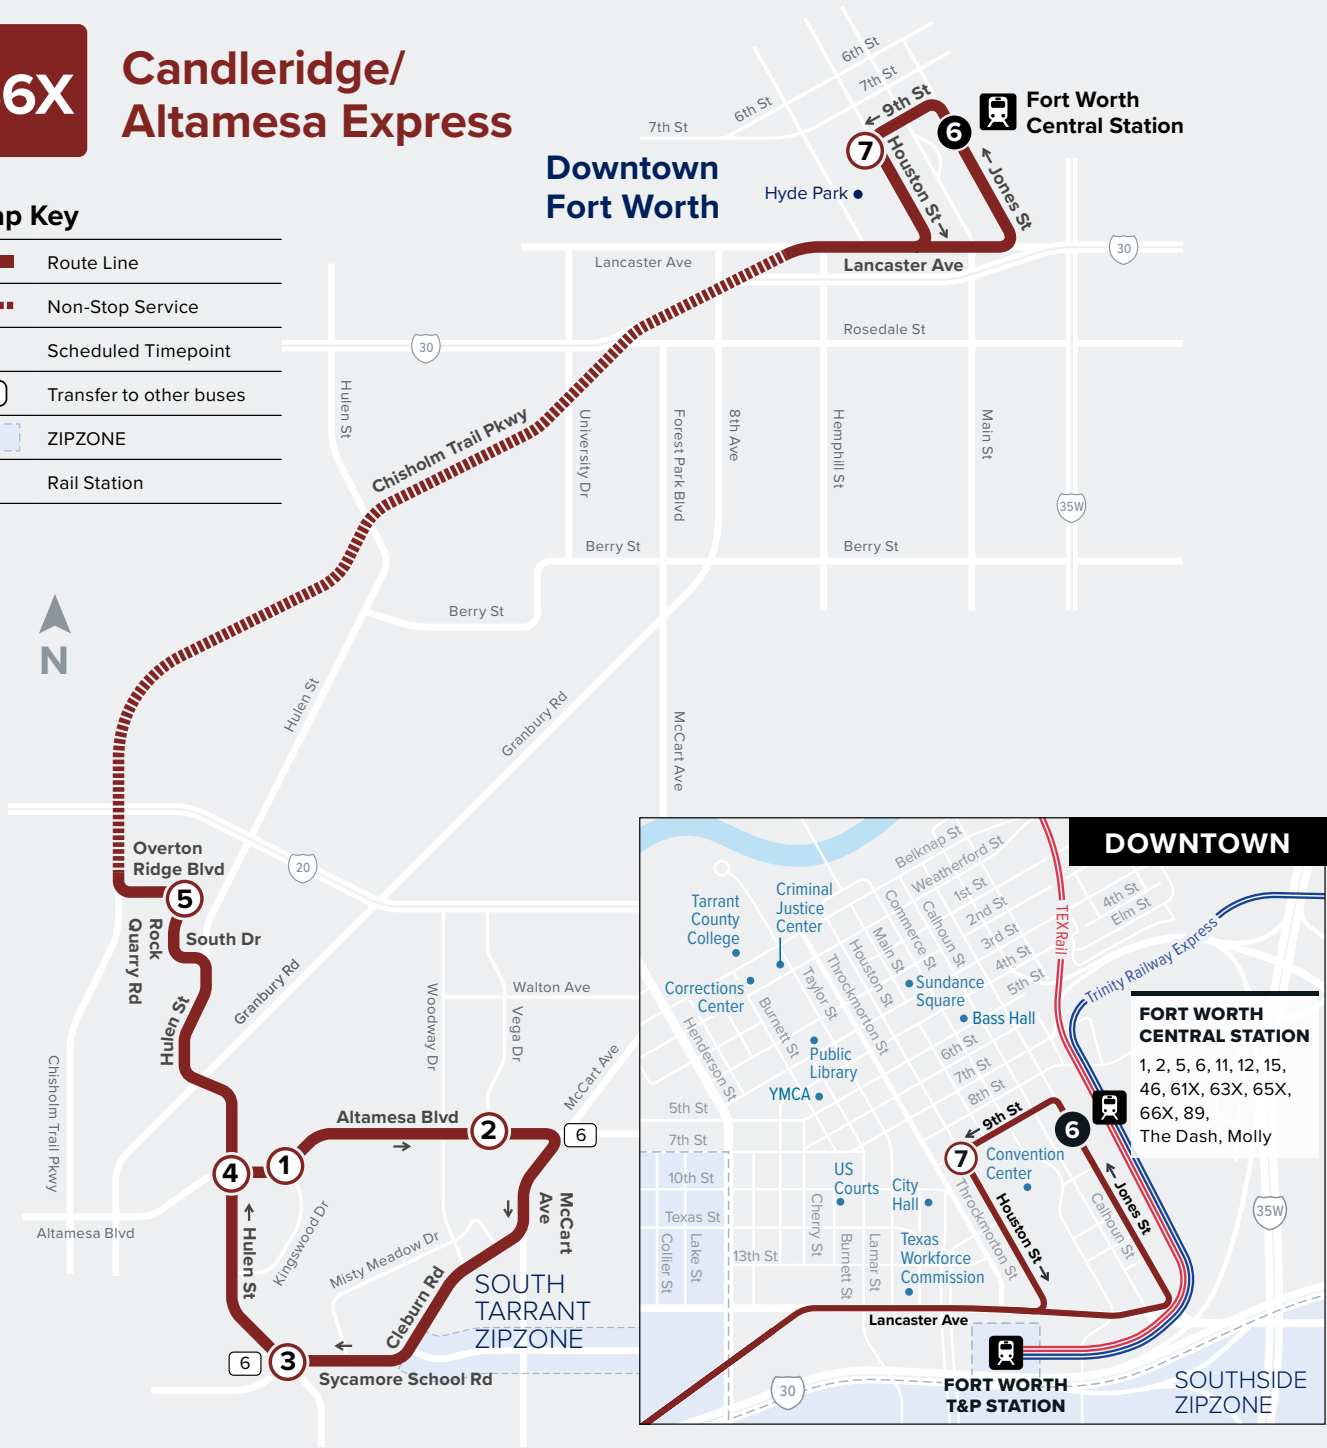 6X
Candleridge/
Altamesa Express
p Key
Route Line
Non-Stop Service
Scheduled Timepoint
Transfer to other buses
ZIPZONE
Rail Station
N
Downtown
Fort Worth
Hyde Park
6th St
7th St
6th St
7th St
9th St
6
7
Fort Worth
Central Station
Houston St
Jones St
30
Lancaster Ave
Lancaster Ave
Rosedale St
30
Hulen St
Chisholm Trail Pkwy
University Dr
Forest Park Blvd
8th Ave
Hemphill St
Main St
35W
Berry St
Berry St
Berry St
Hulen St
Granbury Rd
McCart Ave
Overton
Ridge Blvd
20
5
Rock
Quarry Rd
South Dr
Hulen St
Granbury Rd
Woodway Dr
Walton Ave
Vega Dr
McCart Ave
Chisholm Trail Pkwy
Altamesa Blvd
2
6
4
1
McCart
Ave
Altamesa Blvd
Hulen St
Kingswood Dr
Misty Meadow Dr
Cleburn Rd
SOUTH
TARRANT
ZIPZONE
6
3
Sycamore School Rd
DOWNTOWN
Belknap St
Weatherford St
1st St
2nd St
3rd St
4th St
5th St
4th St
Elm St
Commerce St
Calhoun St
Main St
Houston St
Throckmorton St
Taylor St
Burnett St
Henderson St
TEXRail
Trinity Railway Express
Tarrant
County
College
Criminal
Justice
Center
Corrections
Center
Sundance
Square
Bass Hall
Public
Library
YMCA
6th St
7th St
8th St
9th St
6
7
Convention
Center
FORT WORTH
CENTRAL STATION
1, 2, 5, 6, 11, 12, 15,
46, 61X, 63X, 65X,
66X, 89,
The Dash, Molly
5th St
7th St
10th St
Texas St
13th St
Collier St
Lake St
Cherry St
Burnett St
Lamar St
US
Courts
City
Hall
Texas
Workforce
Commission
Throckmorton St
Houston St
Calhoun St
Jones St
35W
Lancaster Ave
30
FORT WORTH
T&P STATION
SOUTHSIDE
ZIPZONE